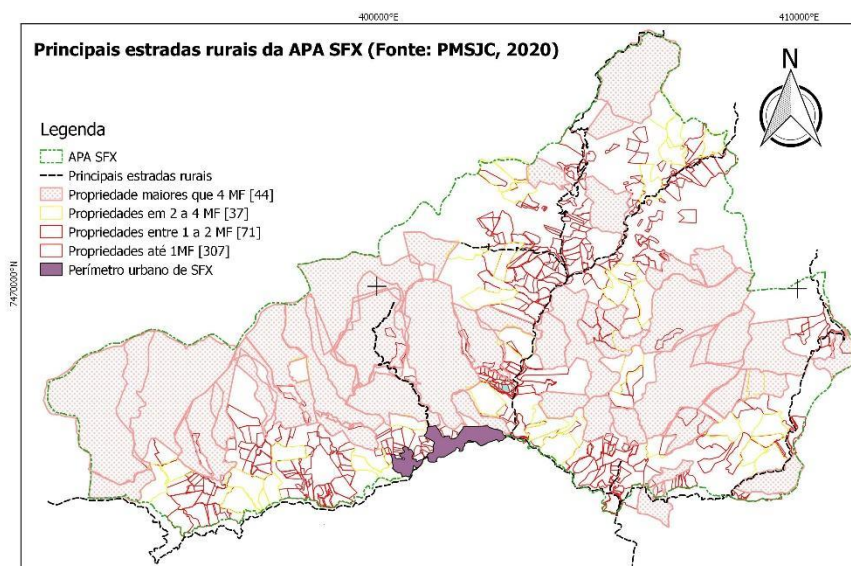 400000°E
410000°E
Principais estradas rurais da APA SFX (Fonte: PMSJC, 2020)
N
Legenda
APA SFX
Principais estradas rurais
Propriedade maiores que 4 MF [44]
Propriedades em 2 a 4 MF [37]
Propriedades entre 1 a 2 MF [71]
Propriedades até 1MF [307]
Perímetro urbano de SFX
7470000°N
7470000°N